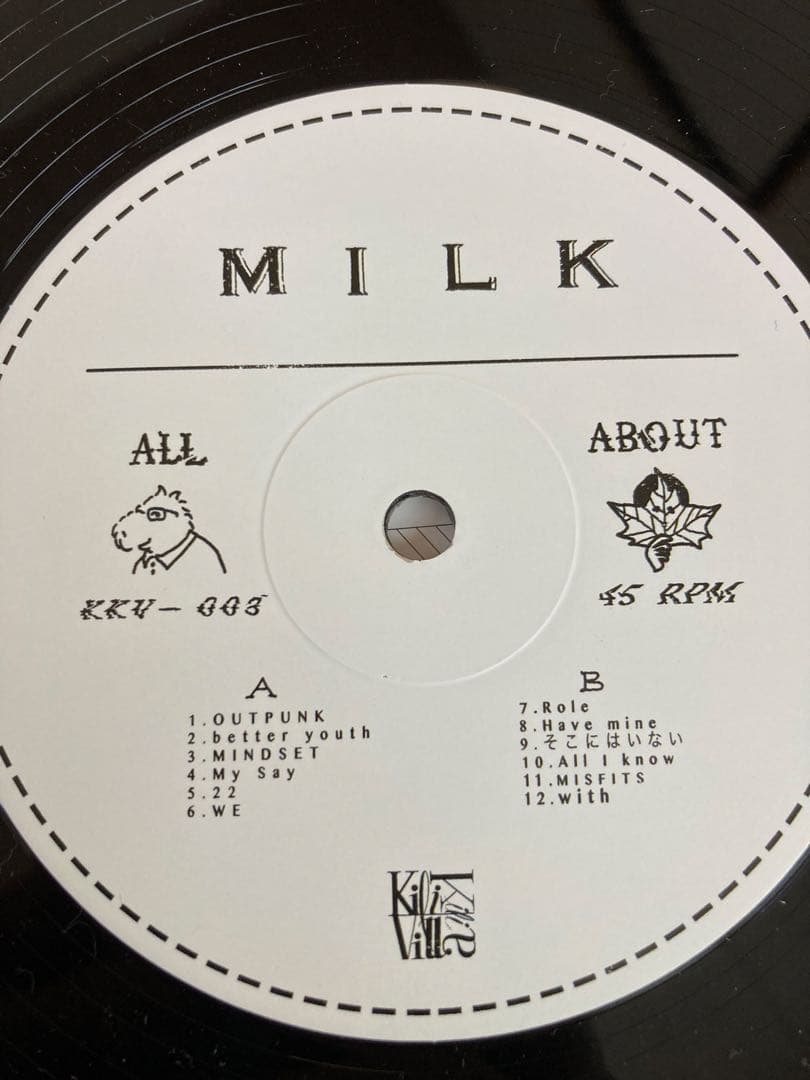 MILK
ALL
ABOUT
KKV- 003
45 RPM
A
1.OUTPUNK
2.better youth
3.MINDSET
4.My Say
5.22
6.WE
B
7.Role
8.Have mine
9.そこにはいない
10.All I know
11.MISFITS
12.with
KiliKili
Villa